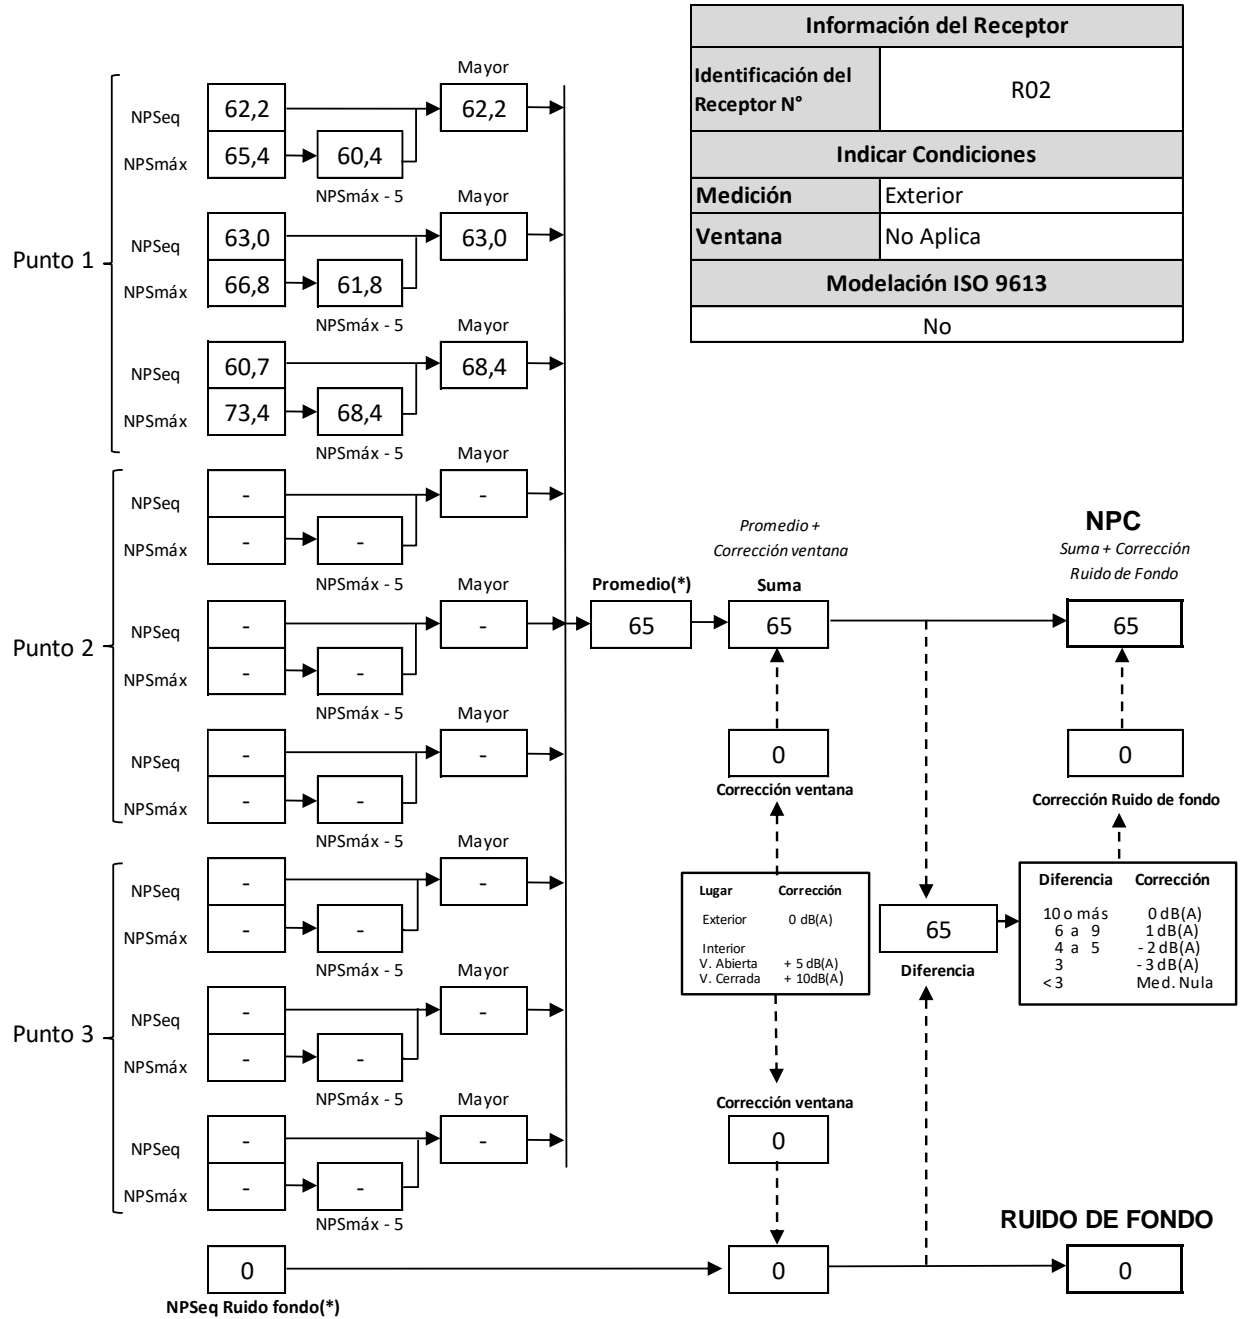 Información del Receptor
Identificación del
Receptor N°
R02
Indicar Condiciones
Medición
Exterior
Ventana
No Aplica
Modelación ISO 9613
No
Punto 1
Mayor
NPSeq
62,2
62,2
NPSmáx
65,4
60,4
NPSmáx - 5
Mayor
NPSeq
63,0
63,0
NPSmáx
66,8
61,8
NPSmáx - 5
Mayor
NPSeq
60,7
68,4
NPSmáx
73,4
68,4
NPSmáx - 5
Punto 2
Mayor
NPSeq
-
-
NPSmáx
-
-
NPSmáx - 5
Mayor
NPSeq
-
-
NPSmáx
-
-
NPSmáx - 5
Mayor
NPSeq
-
-
NPSmáx
-
-
NPSmáx - 5
Punto 3
Mayor
NPSeq
-
-
NPSmáx
-
-
NPSmáx - 5
Mayor
NPSeq
-
-
NPSmáx
-
-
NPSmáx - 5
Mayor
NPSeq
-
-
NPSmáx
-
-
NPSmáx - 5
0
NPSeq Ruido fondo(*)
Promedio(*)
65
Promedio +
Corrección ventana
Suma
65
0
Corrección ventana
Lugar Corrección
Exterior 0 dB(A)
Interior
V. Abierta + 5 dB(A)
V. Cerrada + 10dB(A)
Corrección ventana
0
0
65
Diferencia
NPC
Suma + Corrección
Ruido de Fondo
65
0
Corrección Ruido de fondo
Diferencia Corrección
10 o más 0 dB(A)
6 a 9 1 dB(A)
4 a 5 - 2 dB(A)
3 - 3 dB(A)
< 3 Med. Nula
RUIDO DE FONDO
0